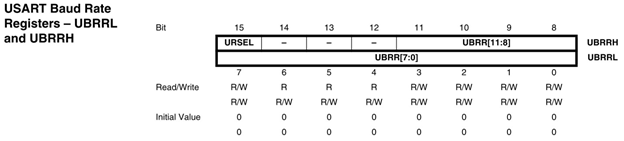 USART Baud Rate
Registers – UBRRL
and UBRRH
Bit 15 14 13 12 11 10 9 8
URSEL – – – UBRR[11:8] UBRRH
UBRR[7:0] UBRRL
7 6 5 4 3 2 1 0
Read/Write R/W R R R R/W R/W R/W R/W
R/W R/W R/W R/W R/W R/W R/W R/W
Initial Value 0 0 0 0 0 0 0 0
0 0 0 0 0 0 0 0